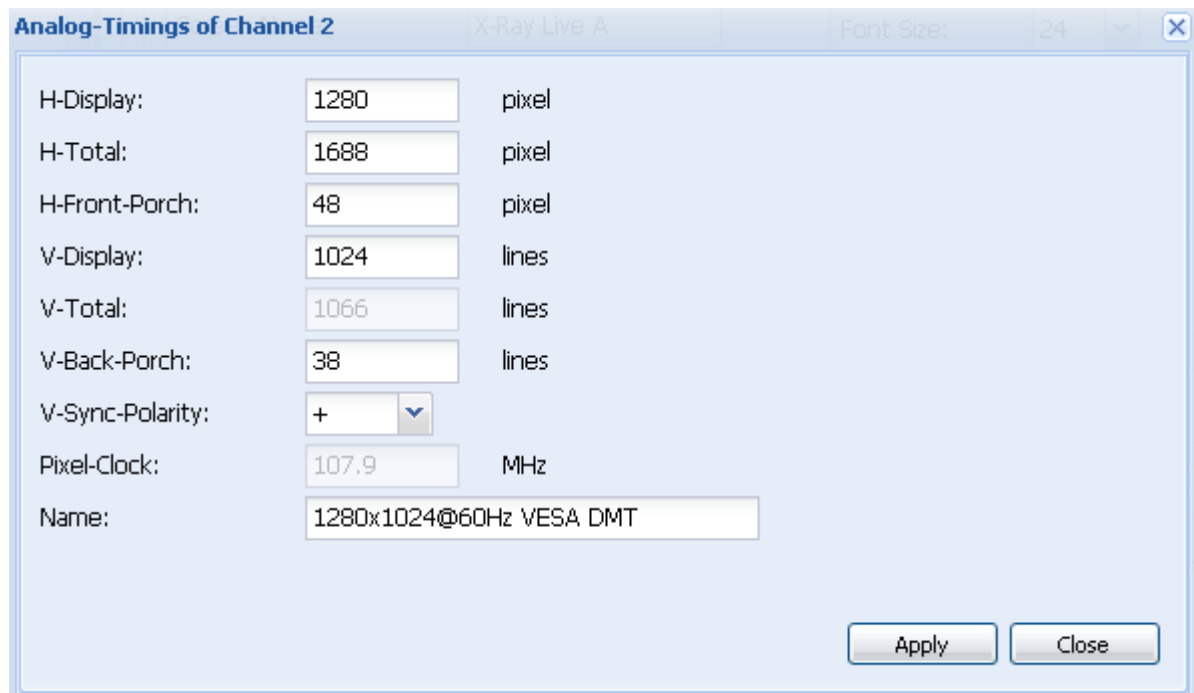 Analog-Timings of Channel 2 X-Ray Live A Font Size: 24
H-Display: 1280 pixel
H-Total: 1688 pixel
H-Front-Porch: 48 pixel
V-Display: 1024 lines
V-Total: 1066 lines
V-Back-Porch: 38 lines
V-Sync-Polarity: +
Pixel-Clock: 107.9 MHz
Name: 1280x1024@60Hz VESA DMT
Apply Close